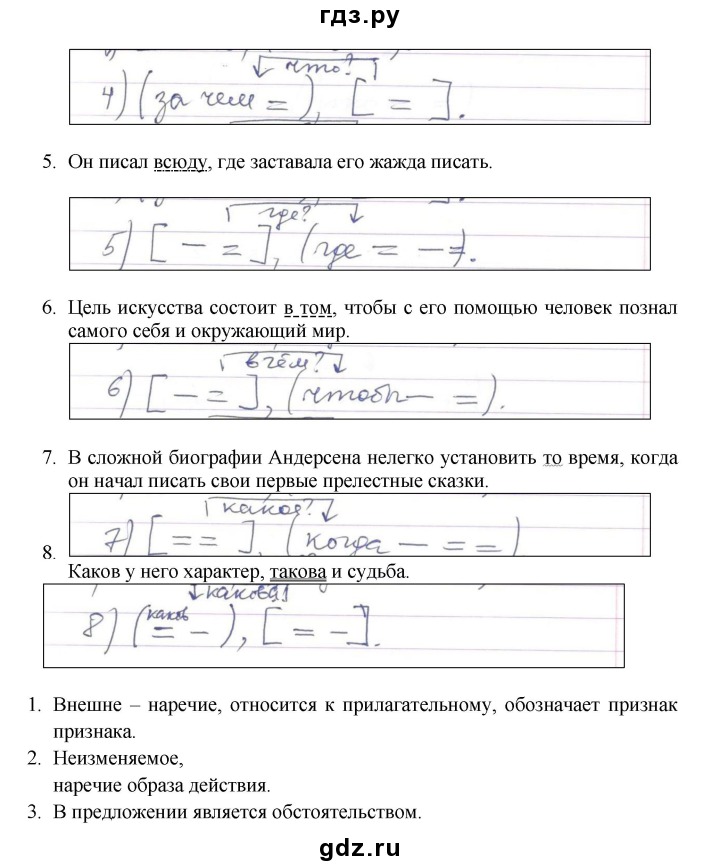 гдз.ру
что?
4) (за чем = ), [ = ].
5. Он писал всюду, где заставала его жажда писать.
где?
5) [ — = ], (где = — ).
6. Цель искусства состоит в том, чтобы с его помощью человек познал
самого себя и окружающий мир.
в чём?
6) [ — = ], (чтобы — = ).
7. В сложной биографии Андерсена нелегко установить то время, когда
он начал писать свои первые прелестные сказки.
какое?
7) [ = = ], (когда — = = )
8.
Каков у него характер, такова и судьба.
какова?
каков
8) ( = — ), [ = — ].
1. Внешне – наречие, относится к прилагательному, обозначает признак
признака.
2. Неизменяемое,
наречие образа действия.
3. В предложении является обстоятельством.
gdz.ru